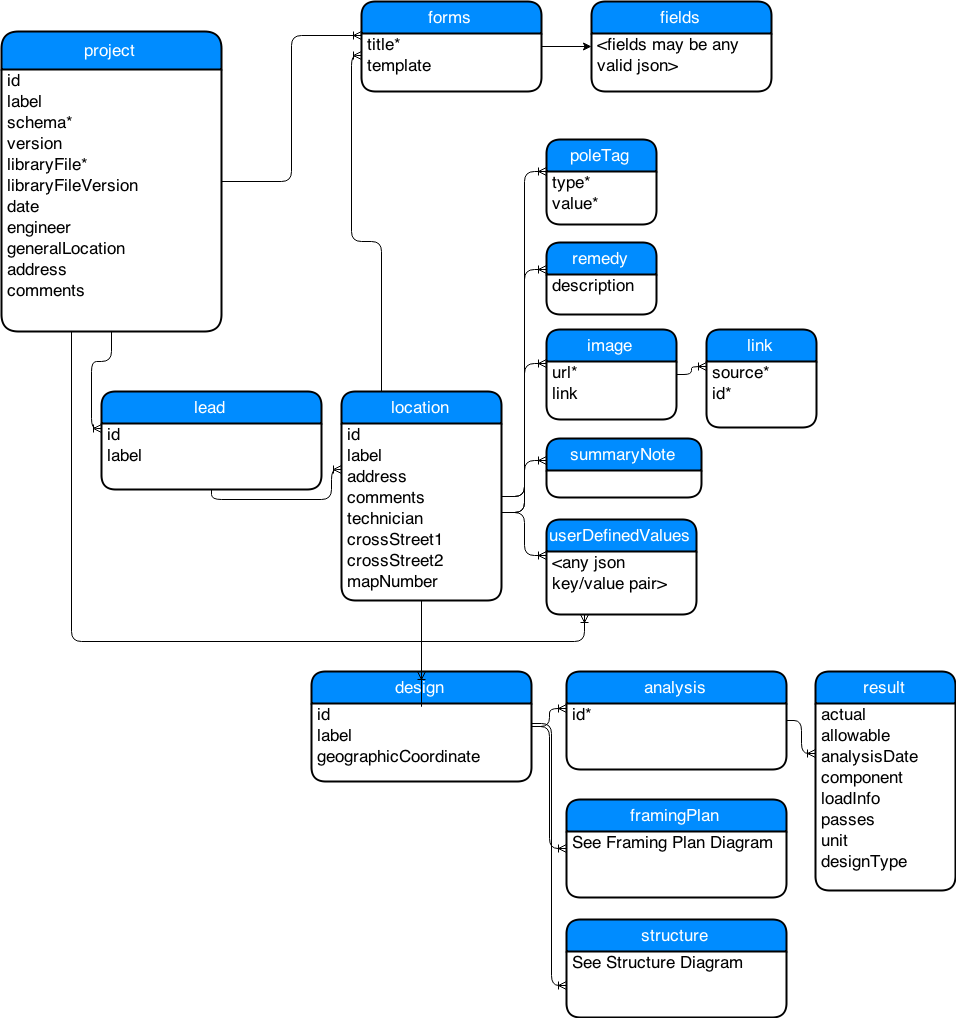 project
id
label
schema*
version
libraryFile*
libraryFileVersion
date
engineer
generalLocation
address
comments
forms
title*
template
fields
<fields may be any
valid json>
poleTag
type*
value*
remedy
description
image
url*
link
link
source*
id*
lead
id
label
location
id
label
address
comments
technician
crossStreet1
crossStreet2
mapNumber
summaryNote
userDefinedValues
<any json
key/value pair>
design
id
label
geographicCoordinate
analysis
id*
result
actual
allowable
analysisDate
component
loadInfo
passes
unit
designType
framingPlan
See Framing Plan Diagram
structure
See Structure Diagram